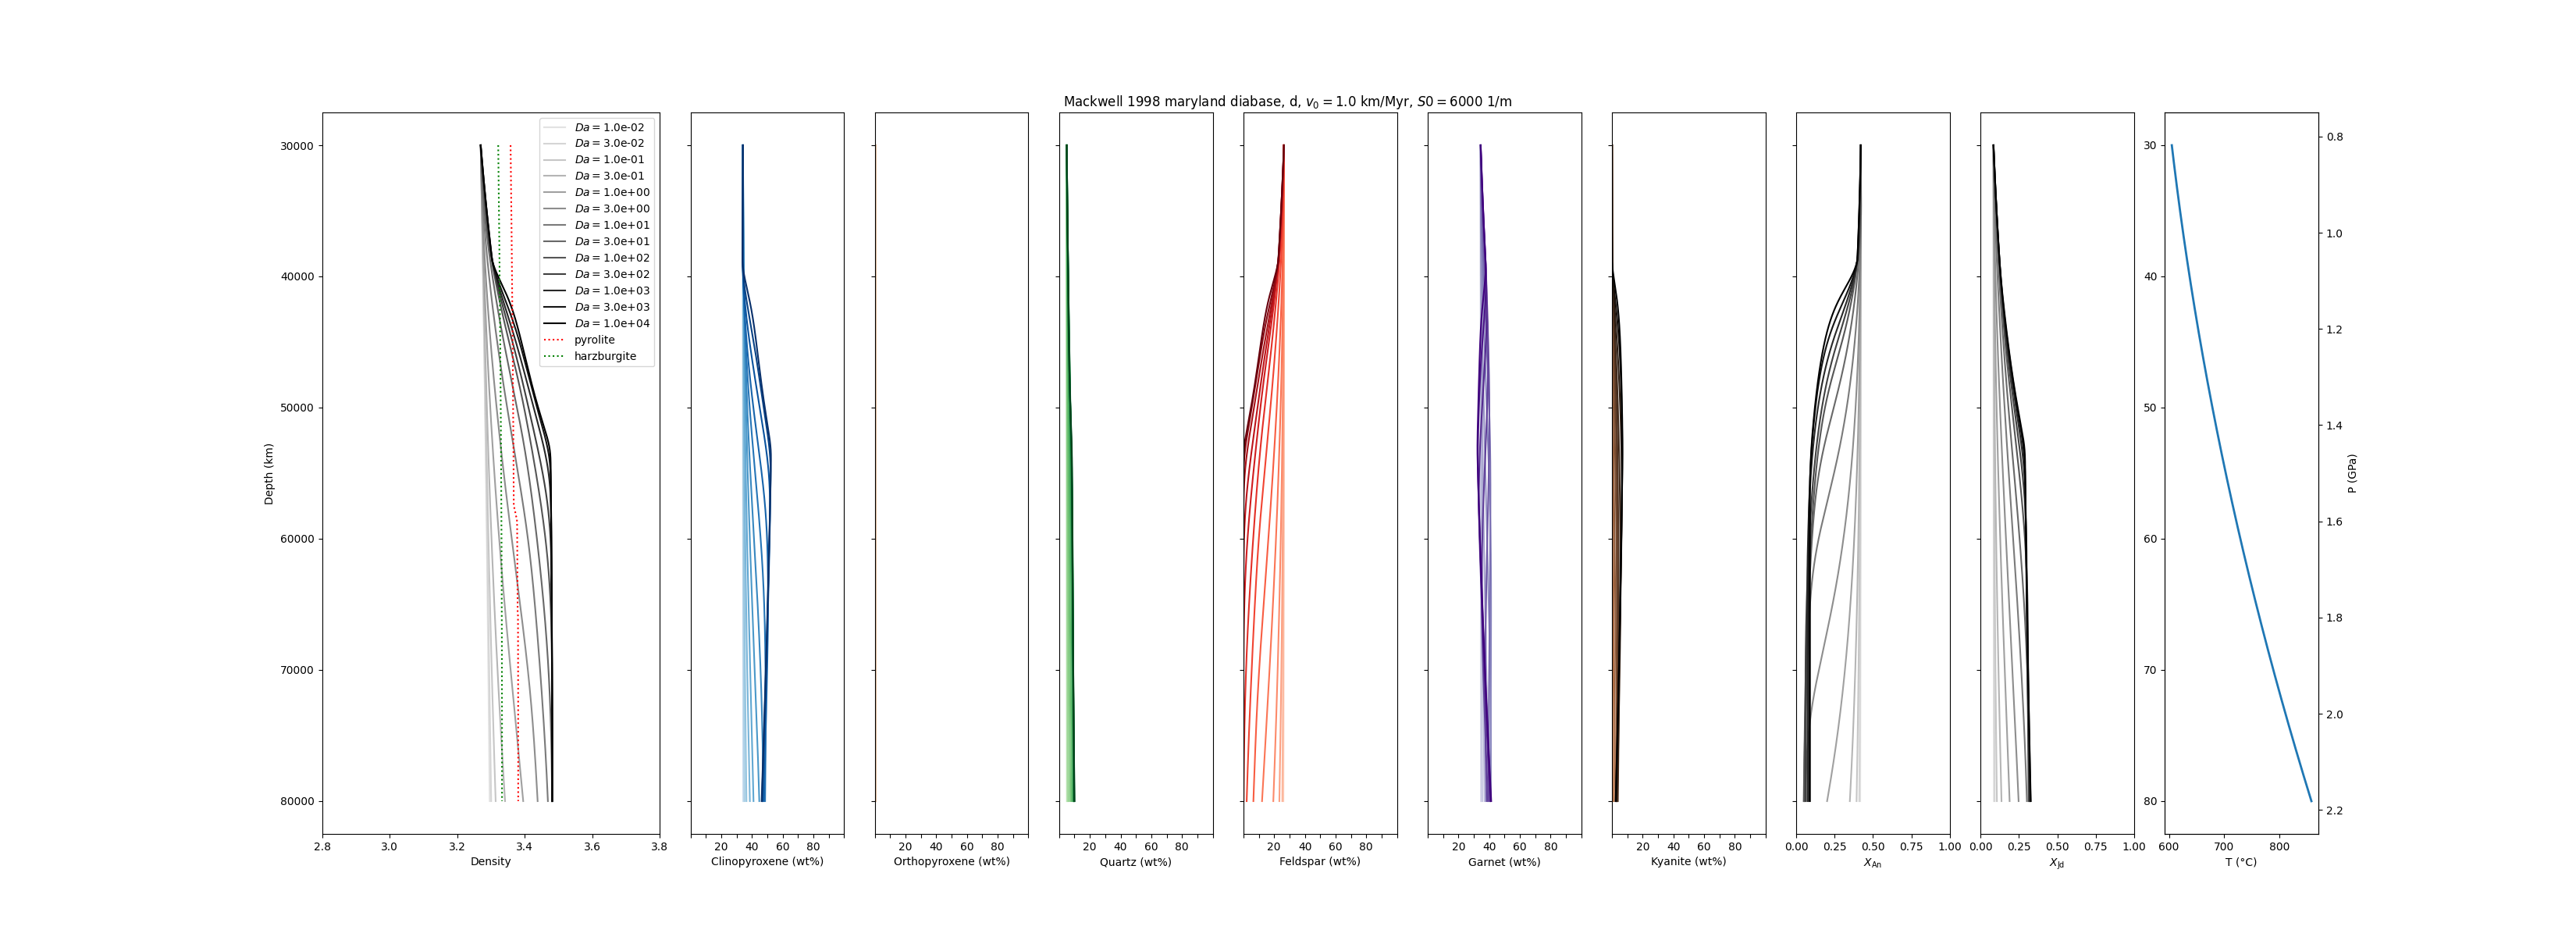 Mackwell 1998 maryland diabase, d, v₀ = 1.0 km/Myr, S0 = 6000 1/m
Da = 1.0e-02
Da = 3.0e-02
Da = 1.0e-01
Da = 3.0e-01
Da = 1.0e+00
Da = 3.0e+00
Da = 1.0e+01
Da = 3.0e+01
Da = 1.0e+02
Da = 3.0e+02
Da = 1.0e+03
Da = 3.0e+03
Da = 1.0e+04
pyrolite
harzburgite
Depth (km)
30000
40000
50000
60000
70000
80000
2.8 3.0 3.2 3.4 3.6 3.8
Density
20 40 60 80
Clinopyroxene (wt%)
20 40 60 80
Orthopyroxene (wt%)
20 40 60 80
Quartz (wt%)
20 40 60 80
Feldspar (wt%)
20 40 60 80
Garnet (wt%)
20 40 60 80
Kyanite (wt%)
0.00 0.25 0.50 0.75 1.00
X_An
0.00 0.25 0.50 0.75 1.00
X_Jd
30
40
50
60
70
80
600 700 800
T (°C)
0.8
1.0
1.2
1.4
1.6
1.8
2.0
2.2
P (GPa)